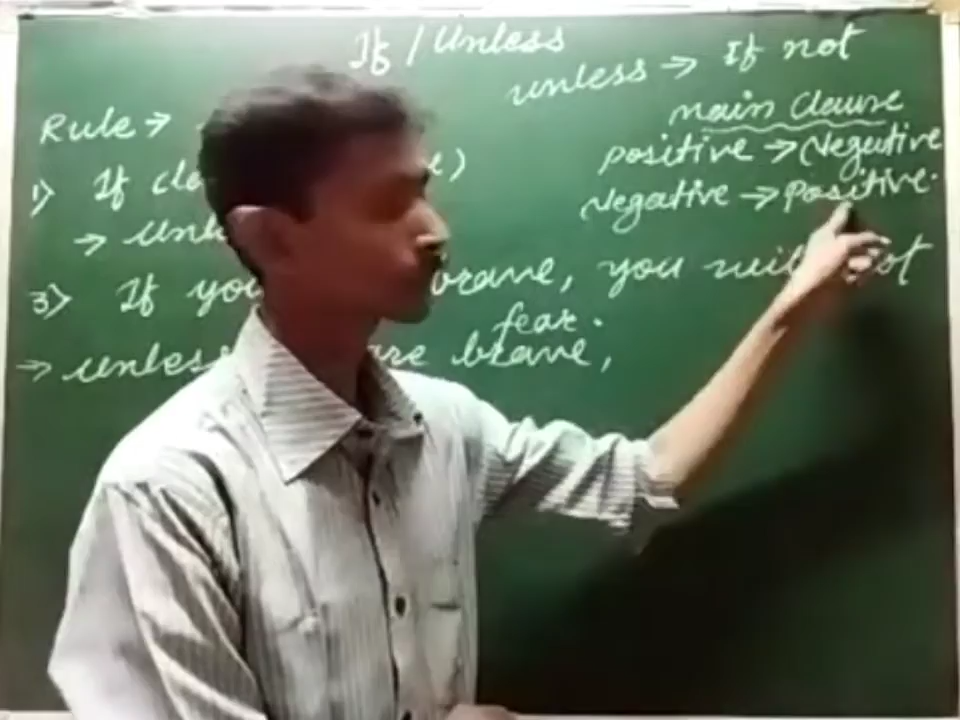 If / Unless
unless → If not
main clause
Rule →
positive → Negative
1) If
Negative → Positive.
→
3) If you brave, you will not
fear.
→ unless are brave,